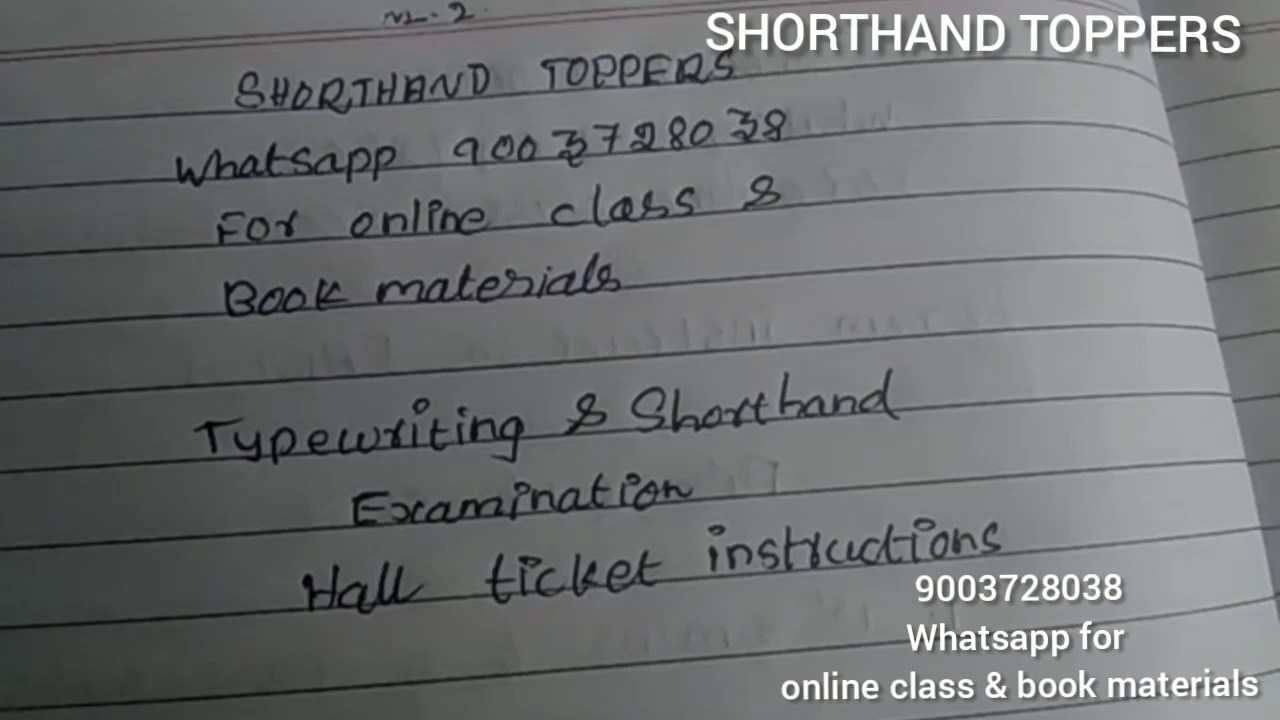 SHORTHAND TOPPERS
SHORTHAND TOPPERS
Whatsapp 9003728038
For online class &
Book materials
Typewriting & Shorthand
Examination
Hall ticket instructions
9003728038
Whatsapp for
online class & book materials